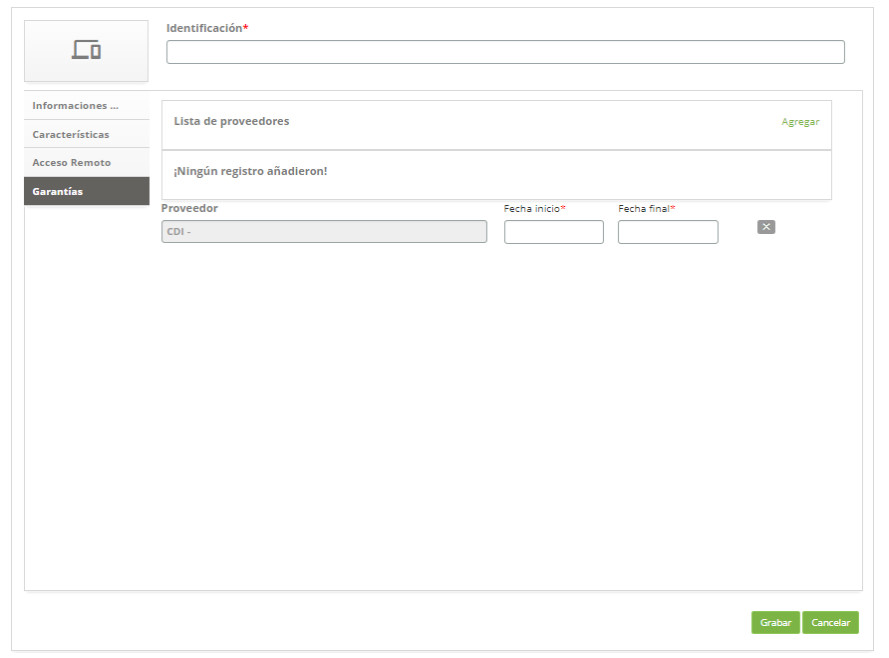 Identificación*
Informaciones ...
Características
Acceso Remoto
Garantías
Lista de proveedores
Agregar
¡Ningún registro añadieron!
Proveedor
Fecha inicio*
Fecha final*
CDI -
Grabar
Cancelar